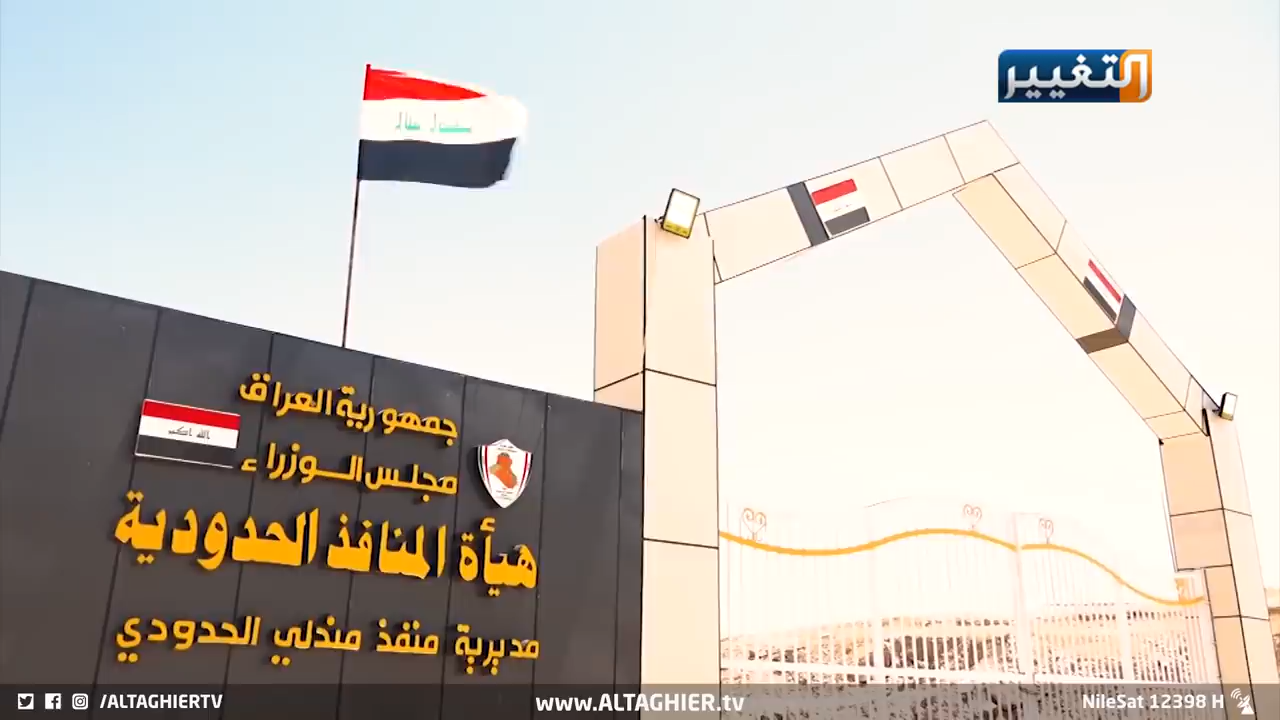 التغيير
جمهورية العراق
مجلس الوزراء
هيأة المنافذ الحدودية
مديرية منفذ مندلي الحدودي
/ALTAGHIERTV
www.ALTAGHIER.tv
NileSat 12398 H